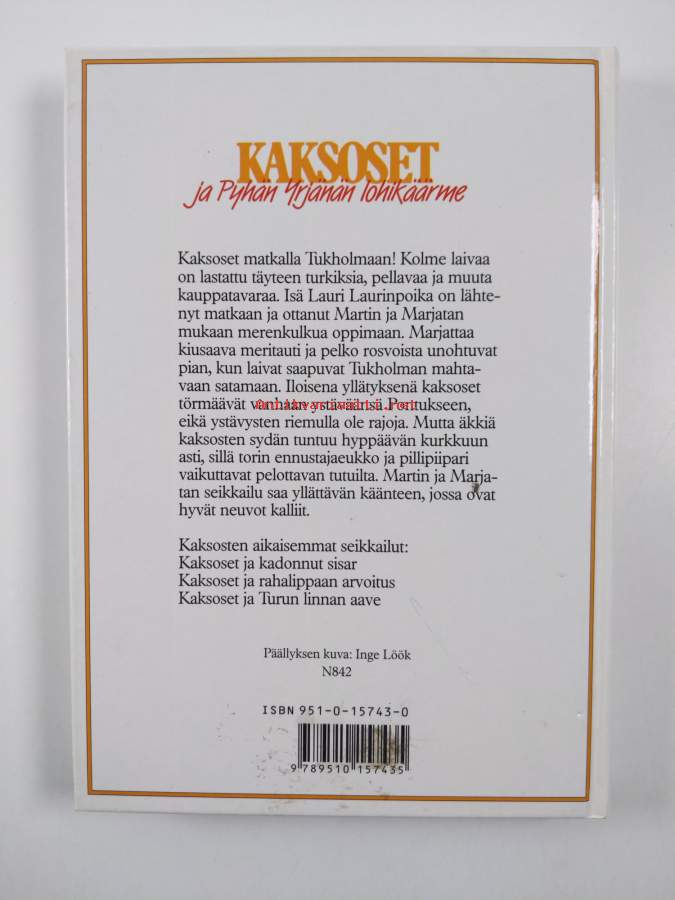 KAKSOSET
ja Pyhän Yrjänän lohikäärme
Kaksoset matkalla Tukholmaan! Kolme laivaa
on lastattu täyteen turkiksia, pellavaa ja muuta
kauppatavaraa. Isä Lauri Laurinpoika on lähte-
nyt matkaan ja ottanut Martin ja Marjatan
mukaan merenkulkua oppimaan. Marjattaa
kiusaava meritauti ja pelko rosvoista unohtuvat
pian, kun laivat saapuvat Tukholman mahta-
vaan satamaan. Iloisena yllätyksenä kaksoset
törmäävät vanhaan ystäväänsä Pertukseen,
eikä ystävysten riemulla ole rajoja. Mutta äkkiä
kaksosten sydän tuntuu hyppäävän kurkkuun
asti, sillä torin ennustajaeukko ja pillipiipari
vaikuttavat pelottavan tutuilta. Martin ja Marja-
tan seikkailu saa yllättävän käänteen, jossa ovat
hyvät neuvot kalliit.
Kaksosten aikaisemmat seikkailut:
Kaksoset ja kadonnut sisar
Kaksoset ja rahalippaan arvoitus
Kaksoset ja Turun linnan aave
Päällyksen kuva: Inge Löök
N842
ISBN 951-0-15743-0
9 789510 157435